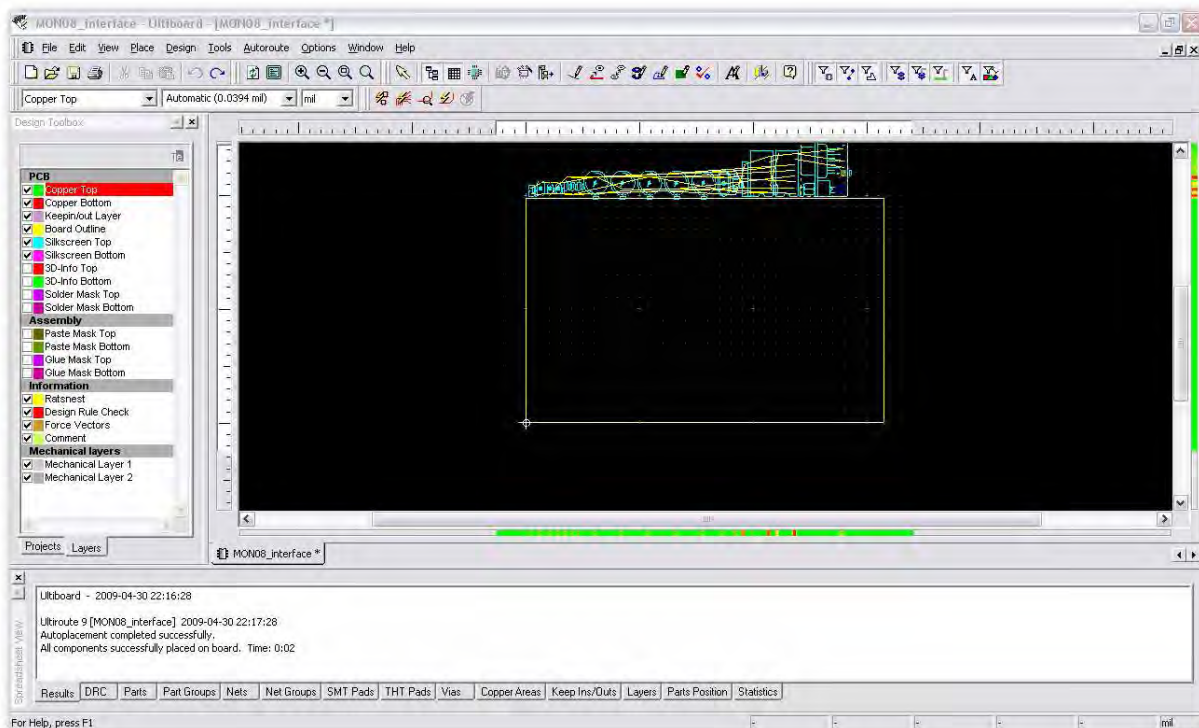 MON08_interface - Ultiboard - [MON08_interface *]
File Edit View Place Design Tools Autoroute Options Window Help
Copper Top Automatic (0.0394 mil) mil
Design Toolbox
PCB
Copper Top
Copper Bottom
Keepin/out Layer
Board Outline
Silkscreen Top
Silkscreen Bottom
3D-Info Top
3D-Info Bottom
Solder Mask Top
Solder Mask Bottom
Assembly
Paste Mask Top
Paste Mask Bottom
Glue Mask Top
Glue Mask Bottom
Information
Ratsnest
Design Rule Check
Force Vectors
Comment
Mechanical layers
Mechanical Layer 1
Mechanical Layer 2
Projects Layers
MON08_interface *
Spreadsheet View
Ultiboard - 2009-04-30 22:16:28
Ultiroute 9 [MON08_interface] 2009-04-30 22:17:28
Autoplacement completed successfully.
All components successfully placed on board. Time: 0:02
Results DRC Parts Part Groups Nets Net Groups SMT Pads THT Pads Vias Copper Areas Keep Ins/Outs Layers Parts Position Statistics
For Help, press F1 - - - - - mil